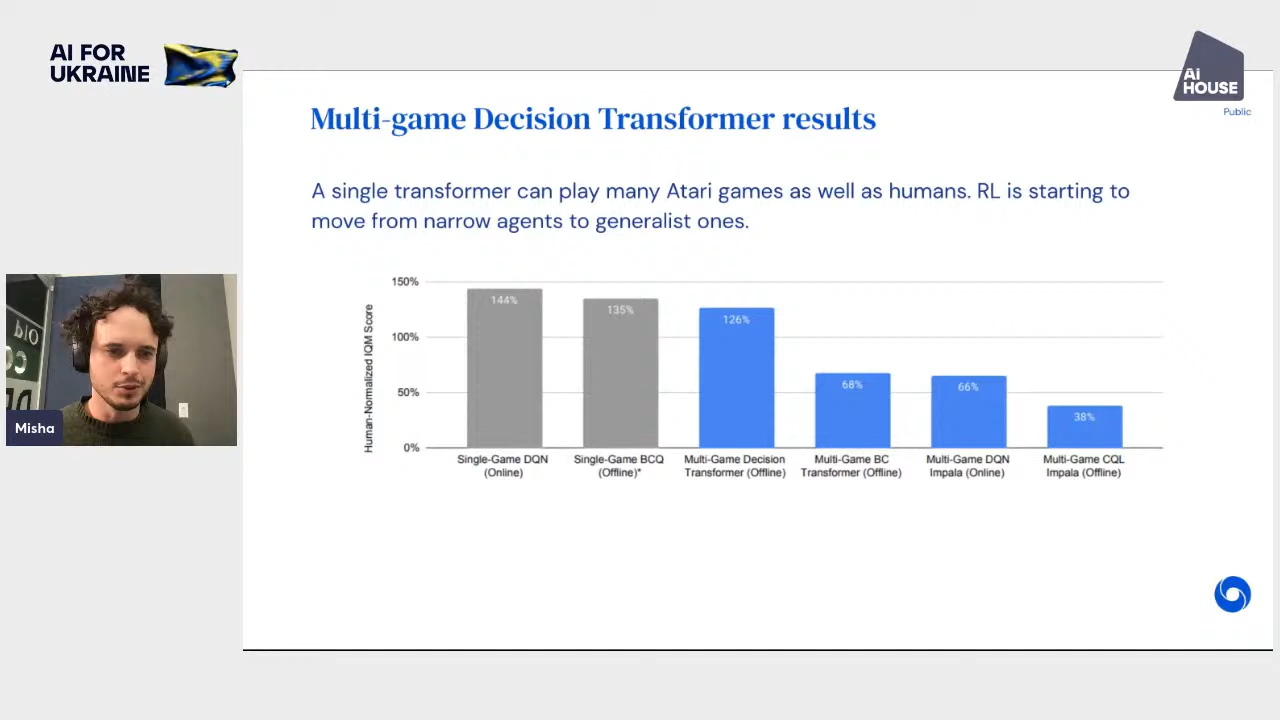 AI FOR
UKRAINE
Ai
HOUSE
Public
Multi-game Decision Transformer results
A single transformer can play many Atari games as well as humans. RL is starting to
move from narrow agents to generalist ones.
Human-Normalized IQM Score
150%
100%
50%
0%
144%
135%
126%
68%
66%
38%
Single-Game DQN
(Online)
Single-Game BCQ
(Offline)*
Multi-Game Decision
Transformer (Offline)
Multi-Game BC
Transformer (Offline)
Multi-Game DQN
Impala (Online)
Multi-Game CQL
Impala (Offline)
Misha